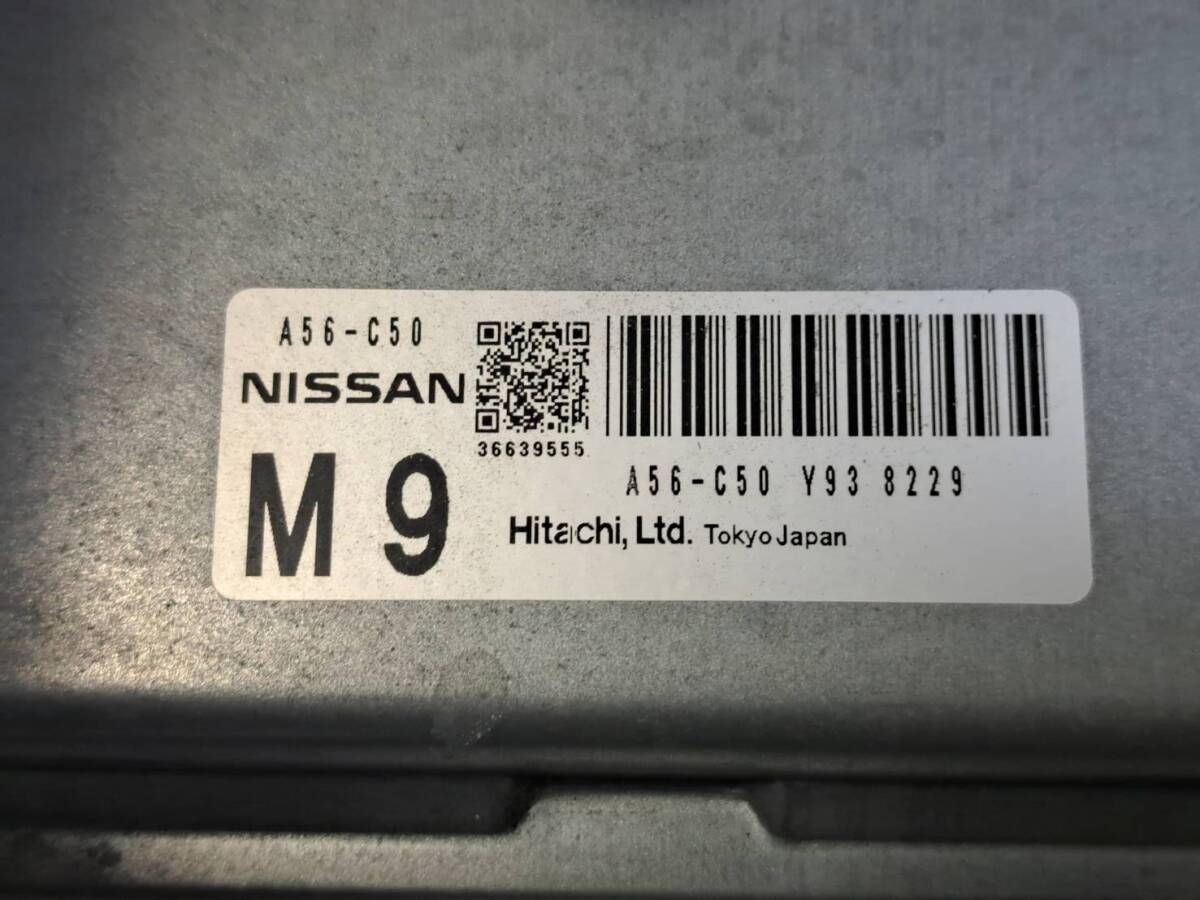 A56-C50
NISSAN
M 9
36639555
A56-C50 Y93 8229
Hitachi, Ltd. Tokyo Japan